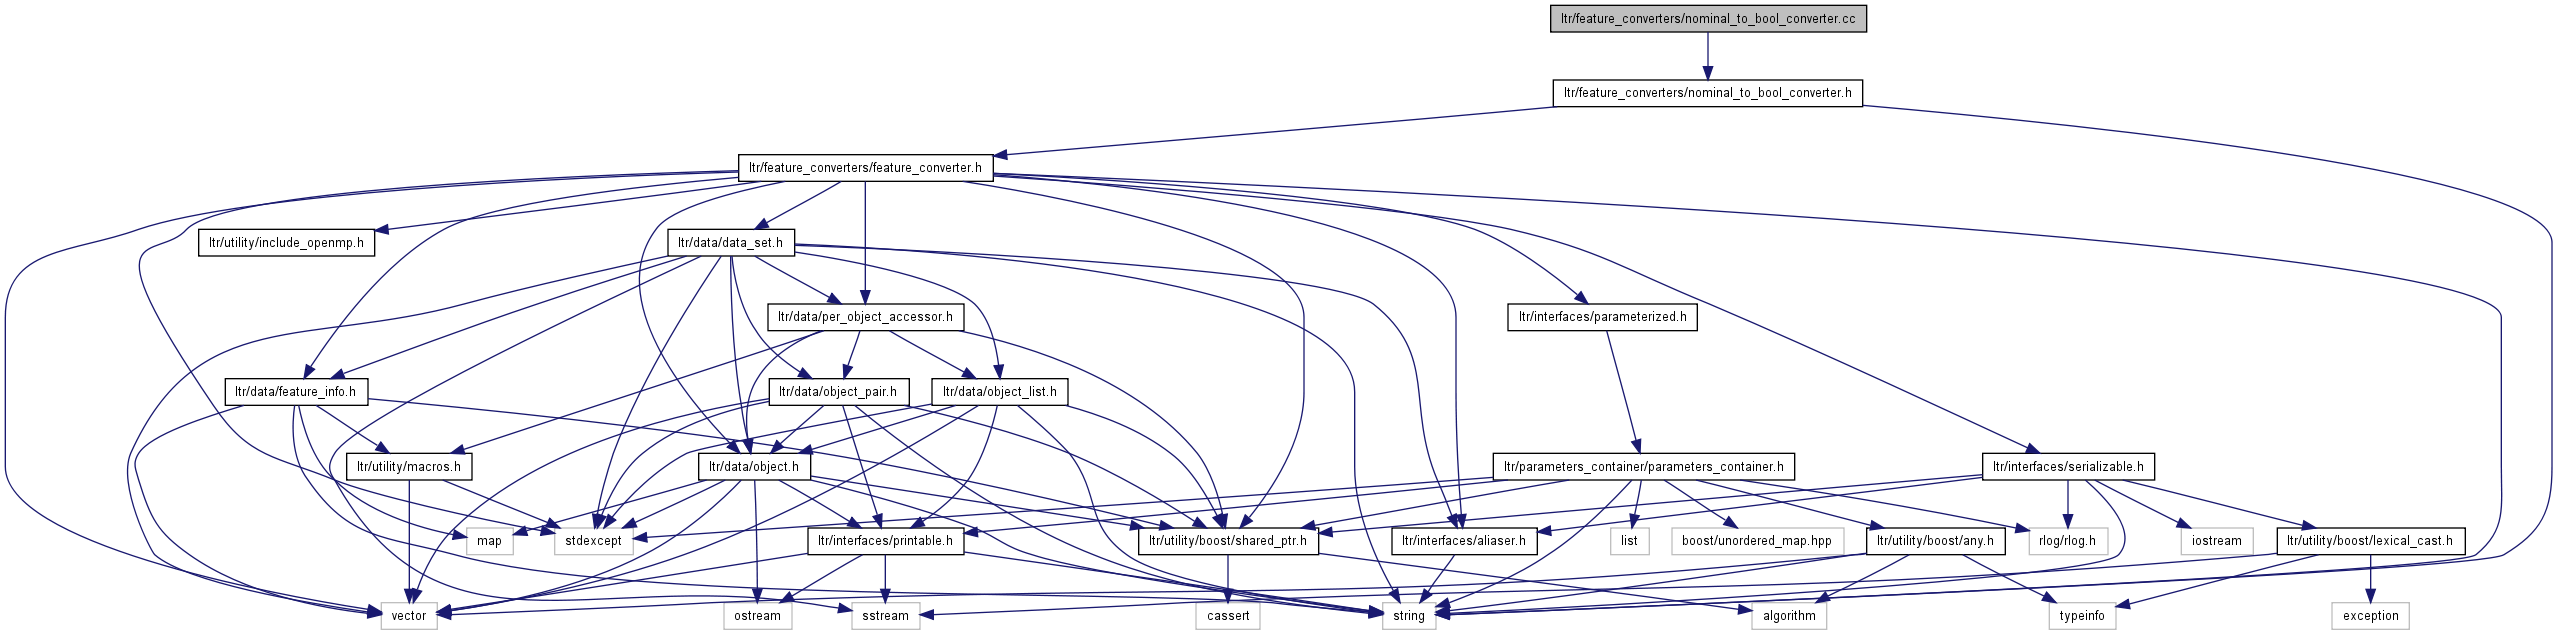 ltr/feature_converters/nominal_to_bool_converter.cc
ltr/feature_converters/nominal_to_bool_converter.h
ltr/feature_converters/feature_converter.h
ltr/utility/include_openmp.h
ltr/data/data_set.h
ltr/data/per_object_accessor.h
ltr/interfaces/parameterized.h
ltr/data/feature_info.h
ltr/data/object_pair.h
ltr/data/object_list.h
ltr/utility/macros.h
ltr/data/object.h
ltr/parameters_container/parameters_container.h
ltr/interfaces/serializable.h
map
stdexcept
ltr/interfaces/printable.h
ltr/utility/boost/shared_ptr.h
ltr/interfaces/aliaser.h
list
boost/unordered_map.hpp
ltr/utility/boost/any.h
rlog/rlog.h
iostream
ltr/utility/boost/lexical_cast.h
vector
ostream
sstream
cassert
string
algorithm
typeinfo
exception